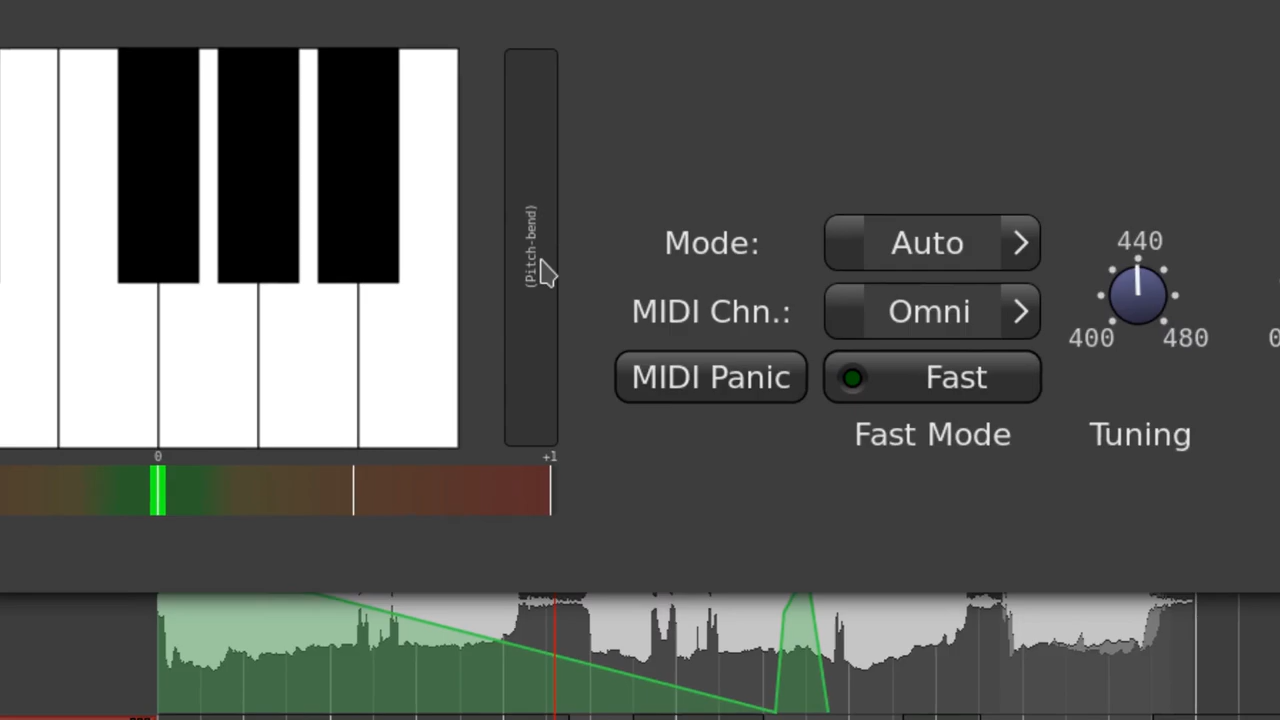 (Pitch-bend)
Mode:
Auto
440
MIDI Chn.:
Omni
400
480
MIDI Panic
Fast
Fast Mode
Tuning
0
+1